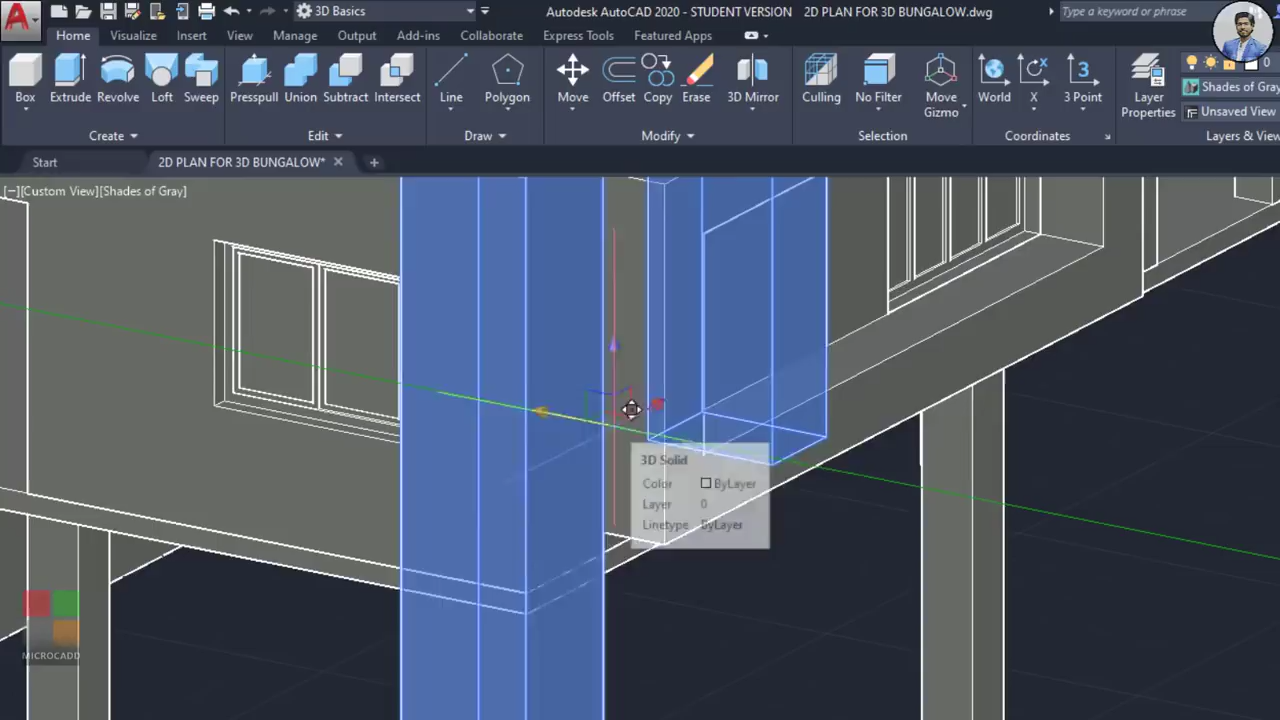 3D Basics
Autodesk AutoCAD 2020 - STUDENT VERSION 2D PLAN FOR 3D BUNGALOW.dwg
Type a keyword or phrase
Home Visualize Insert View Manage Output Add-ins Collaborate Express Tools Featured Apps
Box Extrude Revolve Loft Sweep Presspull Union Subtract Intersect Line Polygon Move Offset Copy Erase 3D Mirror Culling No Filter Move Gizmo World X 3 Point Layer Properties
0
Shades of Gray
Unsaved View
Create Edit Draw Modify Selection Coordinates Layers & View
Start 2D PLAN FOR 3D BUNGALOW*
[−][Custom View][Shades of Gray]
3D Solid
Color ByLayer
Layer 0
Linetype ByLayer
MICROCADD